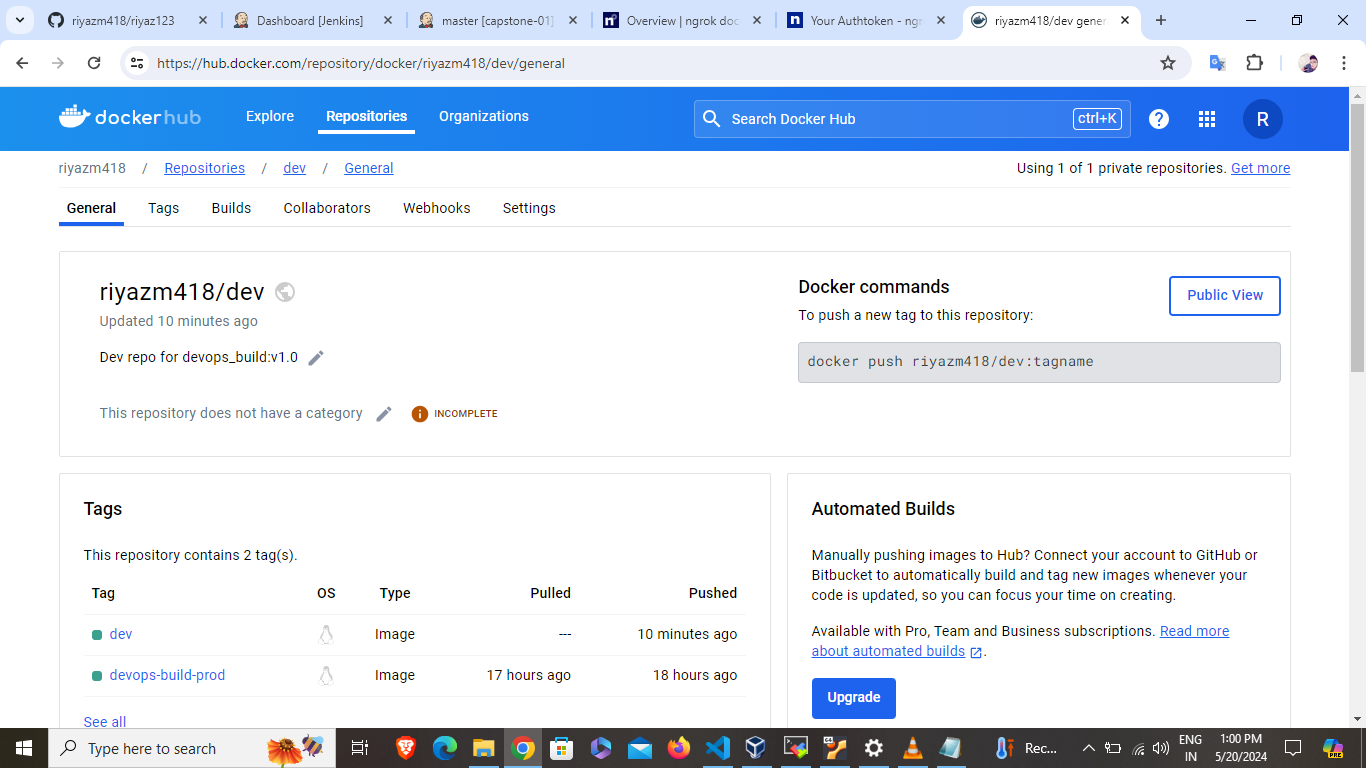 riyazm418/riyaz123
Dashboard [Jenkins]
master [capstone-01]
Overview | ngrok doc
Your Authtoken - ngr
riyazm418/dev gener
https://hub.docker.com/repository/docker/riyazm418/dev/general
dockerhub
Explore
Repositories
Organizations
Search Docker Hub
ctrl+K
?
R
riyazm418 / Repositories / dev / General
Using 1 of 1 private repositories. Get more
General Tags Builds Collaborators Webhooks Settings
riyazm418/dev
Updated 10 minutes ago
Dev repo for devops_build:v1.0
This repository does not have a category
INCOMPLETE
Docker commands
Public View
To push a new tag to this repository:
docker push riyazm418/dev:tagname
Tags
This repository contains 2 tag(s).
Tag OS Type Pulled Pushed
dev Image --- 10 minutes ago
devops-build-prod Image 17 hours ago 18 hours ago
See all
Automated Builds
Manually pushing images to Hub? Connect your account to GitHub or
Bitbucket to automatically build and tag new images whenever your
code is updated, so you can focus your time on creating.
Available with Pro, Team and Business subscriptions. Read more
about automated builds .
Upgrade
Type here to search
Rec...
ENG
IN
1:00 PM
5/20/2024
PRE